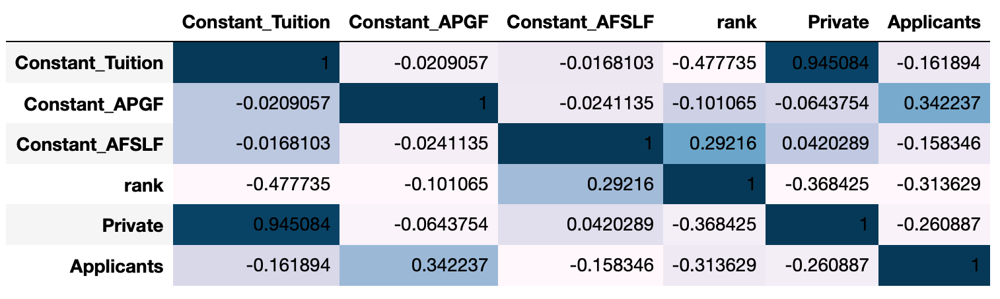 Constant_Tuition Constant_APGF Constant_AFSLF rank Private Applicants
Constant_Tuition 1 -0.0209057 -0.0168103 -0.477735 0.945084 -0.161894
Constant_APGF -0.0209057 1 -0.0241135 -0.101065 -0.0643754 0.342237
Constant_AFSLF -0.0168103 -0.0241135 1 0.29216 0.0420289 -0.158346
rank -0.477735 -0.101065 0.29216 1 -0.368425 -0.313629
Private 0.945084 -0.0643754 0.0420289 -0.368425 1 -0.260887
Applicants -0.161894 0.342237 -0.158346 -0.313629 -0.260887 1